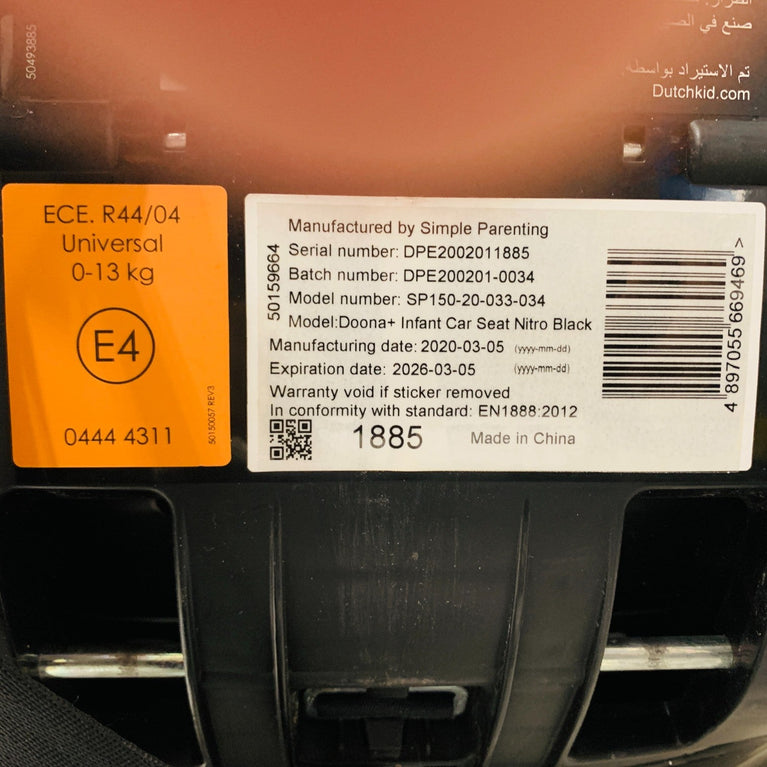 50493885
صنع في
تم الاستيراد بواسطة:
Dutchkid.com
ECE. R44/04
Universal
0-13 kg
E4
0444 4311
50150057 REV3
50159664
Manufactured by Simple Parenting
Serial number: DPE2002011885
Batch number: DPE200201-0034
Model number: SP150-20-033-034
Model:Doona+ Infant Car Seat Nitro Black
Manufacturing date: 2020-03-05 (yyyy-mm-dd)
Expiration date: 2026-03-05 (yyyy-mm-dd)
Warranty void if sticker removed
In conformity with standard: EN1888:2012
1885 Made in China
4 897055 669469 >